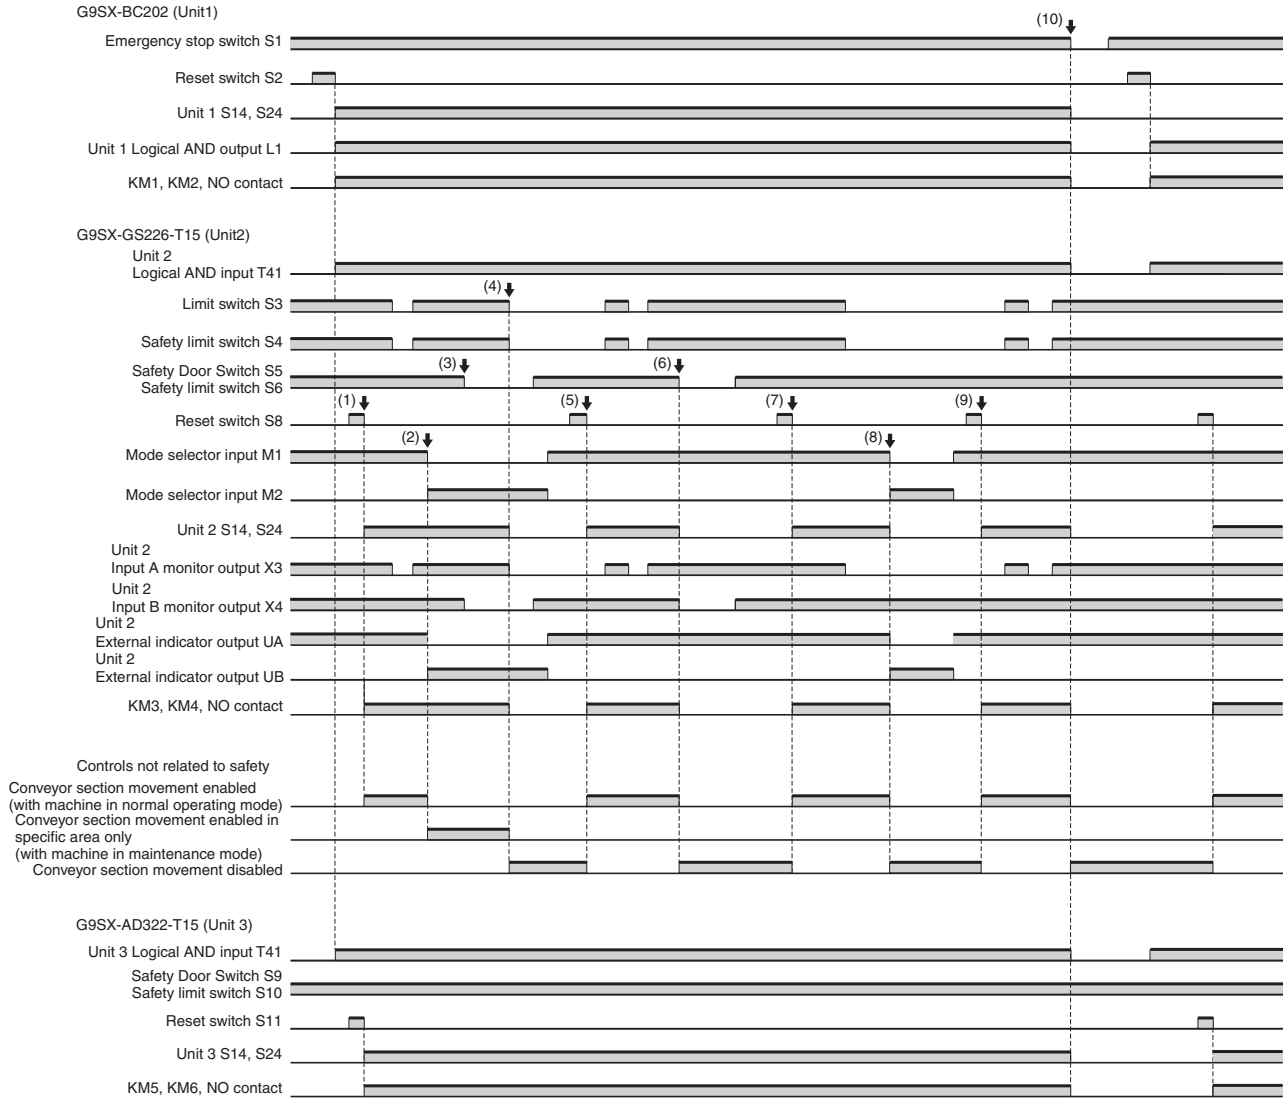 G9SX-BC202 (Unit1)
(10)
Emergency stop switch S1
Reset switch S2
Unit 1 S14, S24
Unit 1 Logical AND output L1
KM1, KM2, NO contact
G9SX-GS226-T15 (Unit2)
Unit 2
Logical AND input T41
(4)
Limit switch S3
Safety limit switch S4
(3)
(6)
Safety Door Switch S5
Safety limit switch S6
(1)
(5)
(7)
(9)
Reset switch S8
(2)
(8)
Mode selector input M1
Mode selector input M2
Unit 2 S14, S24
Unit 2
Input A monitor output X3
Unit 2
Input B monitor output X4
Unit 2
External indicator output UA
Unit 2
External indicator output UB
KM3, KM4, NO contact
Controls not related to safety
Conveyor section movement enabled
(with machine in normal operating mode)
Conveyor section movement enabled in
specific area only
(with machine in maintenance mode)
Conveyor section movement disabled
G9SX-AD322-T15 (Unit 3)
Unit 3 Logical AND input T41
Safety Door Switch S9
Safety limit switch S10
Reset switch S11
Unit 3 S14, S24
KM5, KM6, NO contact